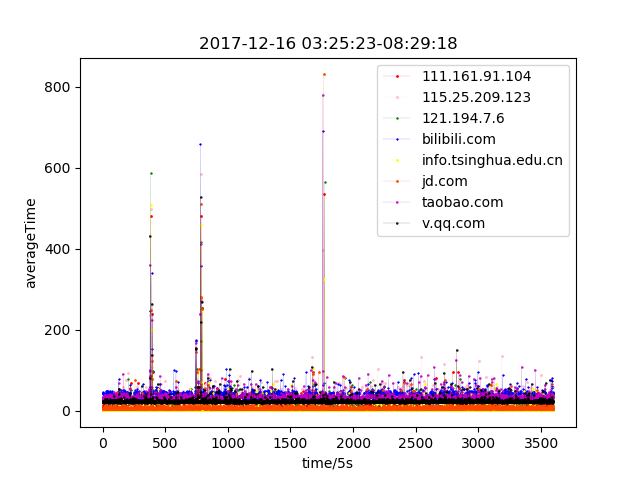 2017-12-16 03:25:23-08:29:18
averageTime
800
600
400
200
0
111.161.91.104
115.25.209.123
121.194.7.6
bilibili.com
info.tsinghua.edu.cn
jd.com
taobao.com
v.qq.com
0 500 1000 1500 2000 2500 3000 3500
time/5s